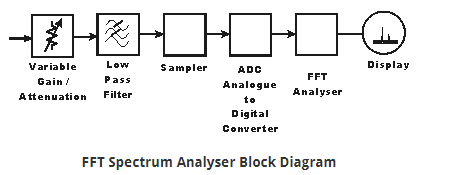 Variable
Gain /
Attenuation
Low
Pass
Filter
Sampler
ADC
Analogue
to
Digital
Converter
FFT
Analyser
Display
FFT Spectrum Analyser Block Diagram